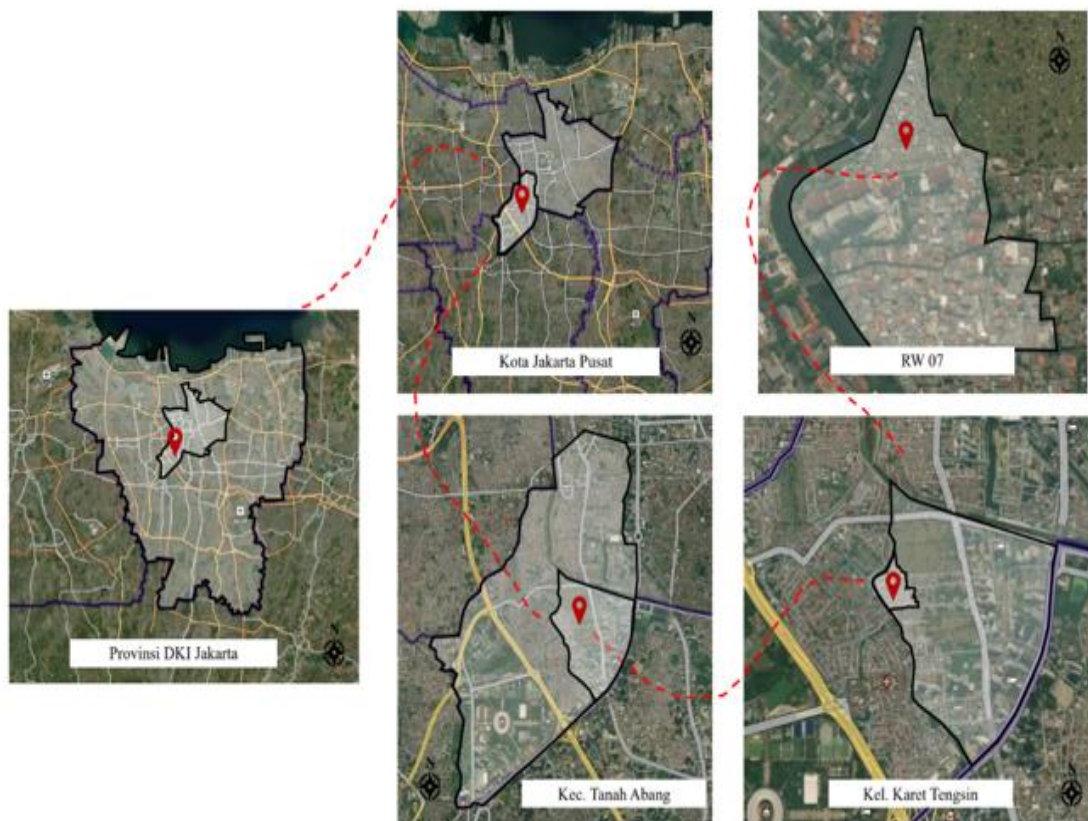 Provinsi DKI Jakarta
Kota Jakarta Pusat
Kec. Tanah Abang
Kel. Karet Tengsin
RW 07